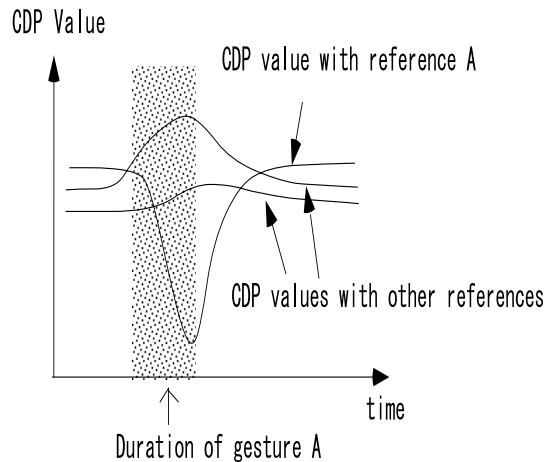 CDP Value
CDP value with reference A
CDP values with other references
time
Duration of gesture A